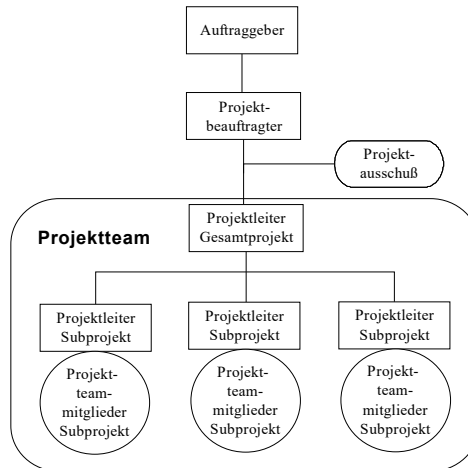 Auftraggeber
Projekt-
beauftragter
Projekt-
ausschuß
Projektteam
Projektleiter
Gesamtprojekt
Projektleiter
Subprojekt
Projektleiter
Subprojekt
Projektleiter
Subprojekt
Projekt-
team-
mitglieder
Subprojekt
Projekt-
team-
mitglieder
Subprojekt
Projekt-
team-
mitglieder
Subprojekt